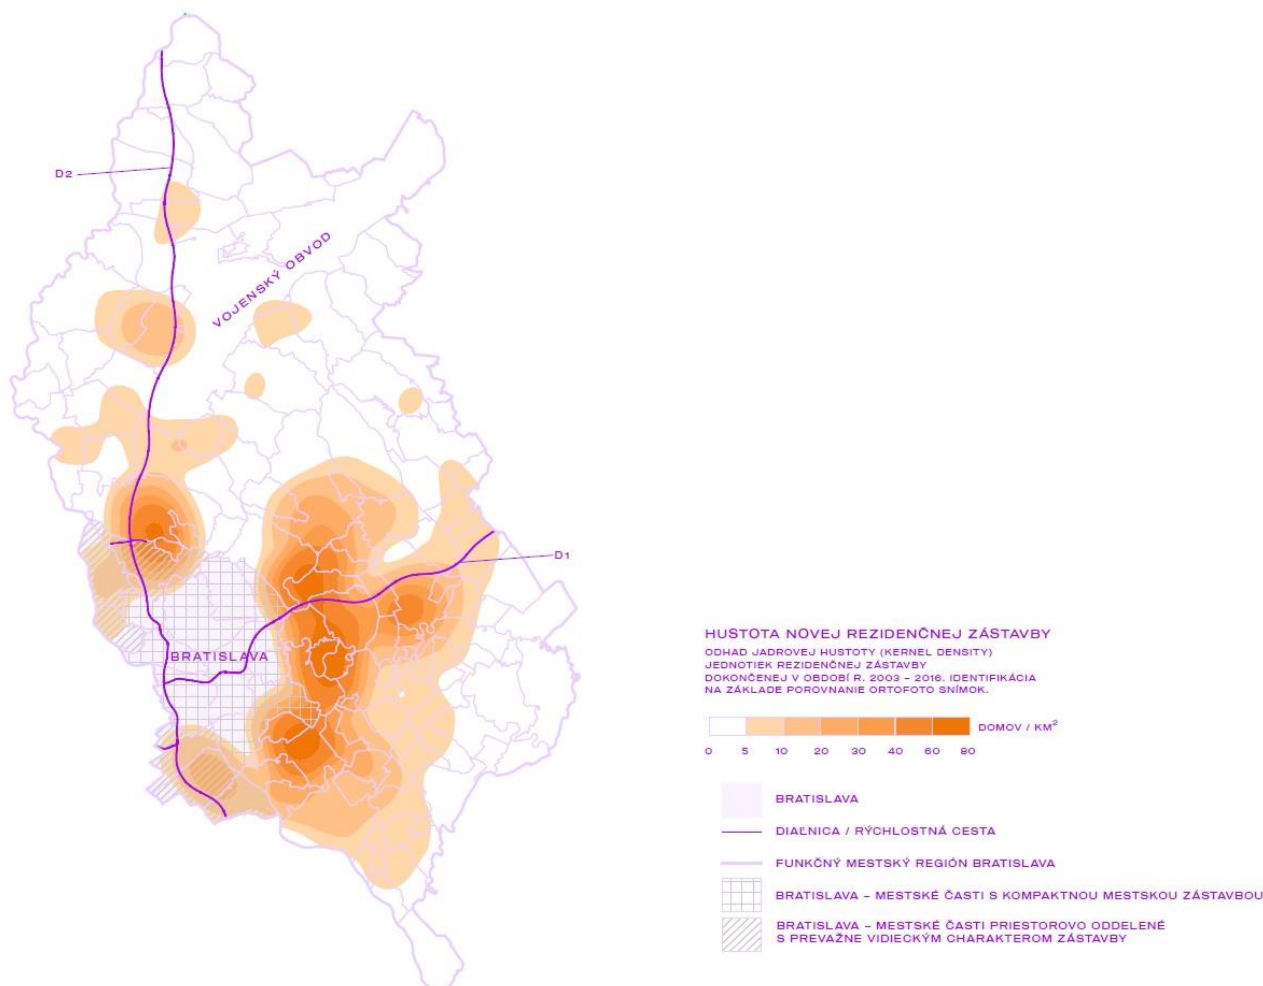 D2
VOJENSKÝ OBVOD
D1
BRATISLAVA
HUSTOTA NOVEJ REZIDENČNEJ ZÁSTAVBY
ODHAD JADROVEJ HUSTOTY (KERNEL DENSITY)
JEDNOTIEK REZIDENČNEJ ZÁSTAVBY
DOKONČENEJ V OBDOBÍ R. 2003 – 2016. IDENTIFIKÁCIA
NA ZÁKLADE POROVNANIE ORTOFOTO SNÍMOK.
DOMOV / KM²
0 5 10 20 30 40 60 80
BRATISLAVA
DIAĽNICA / RÝCHLOSTNÁ CESTA
FUNKČNÝ MESTSKÝ REGIÓN BRATISLAVA
BRATISLAVA – MESTSKÉ ČASTI S KOMPAKTNOU MESTSKOU ZÁSTAVBOU
BRATISLAVA – MESTSKÉ ČASTI PRIESTOROVO ODDELENÉ
S PREVAŽNE VIDIECKÝM CHARAKTEROM ZÁSTAVBY